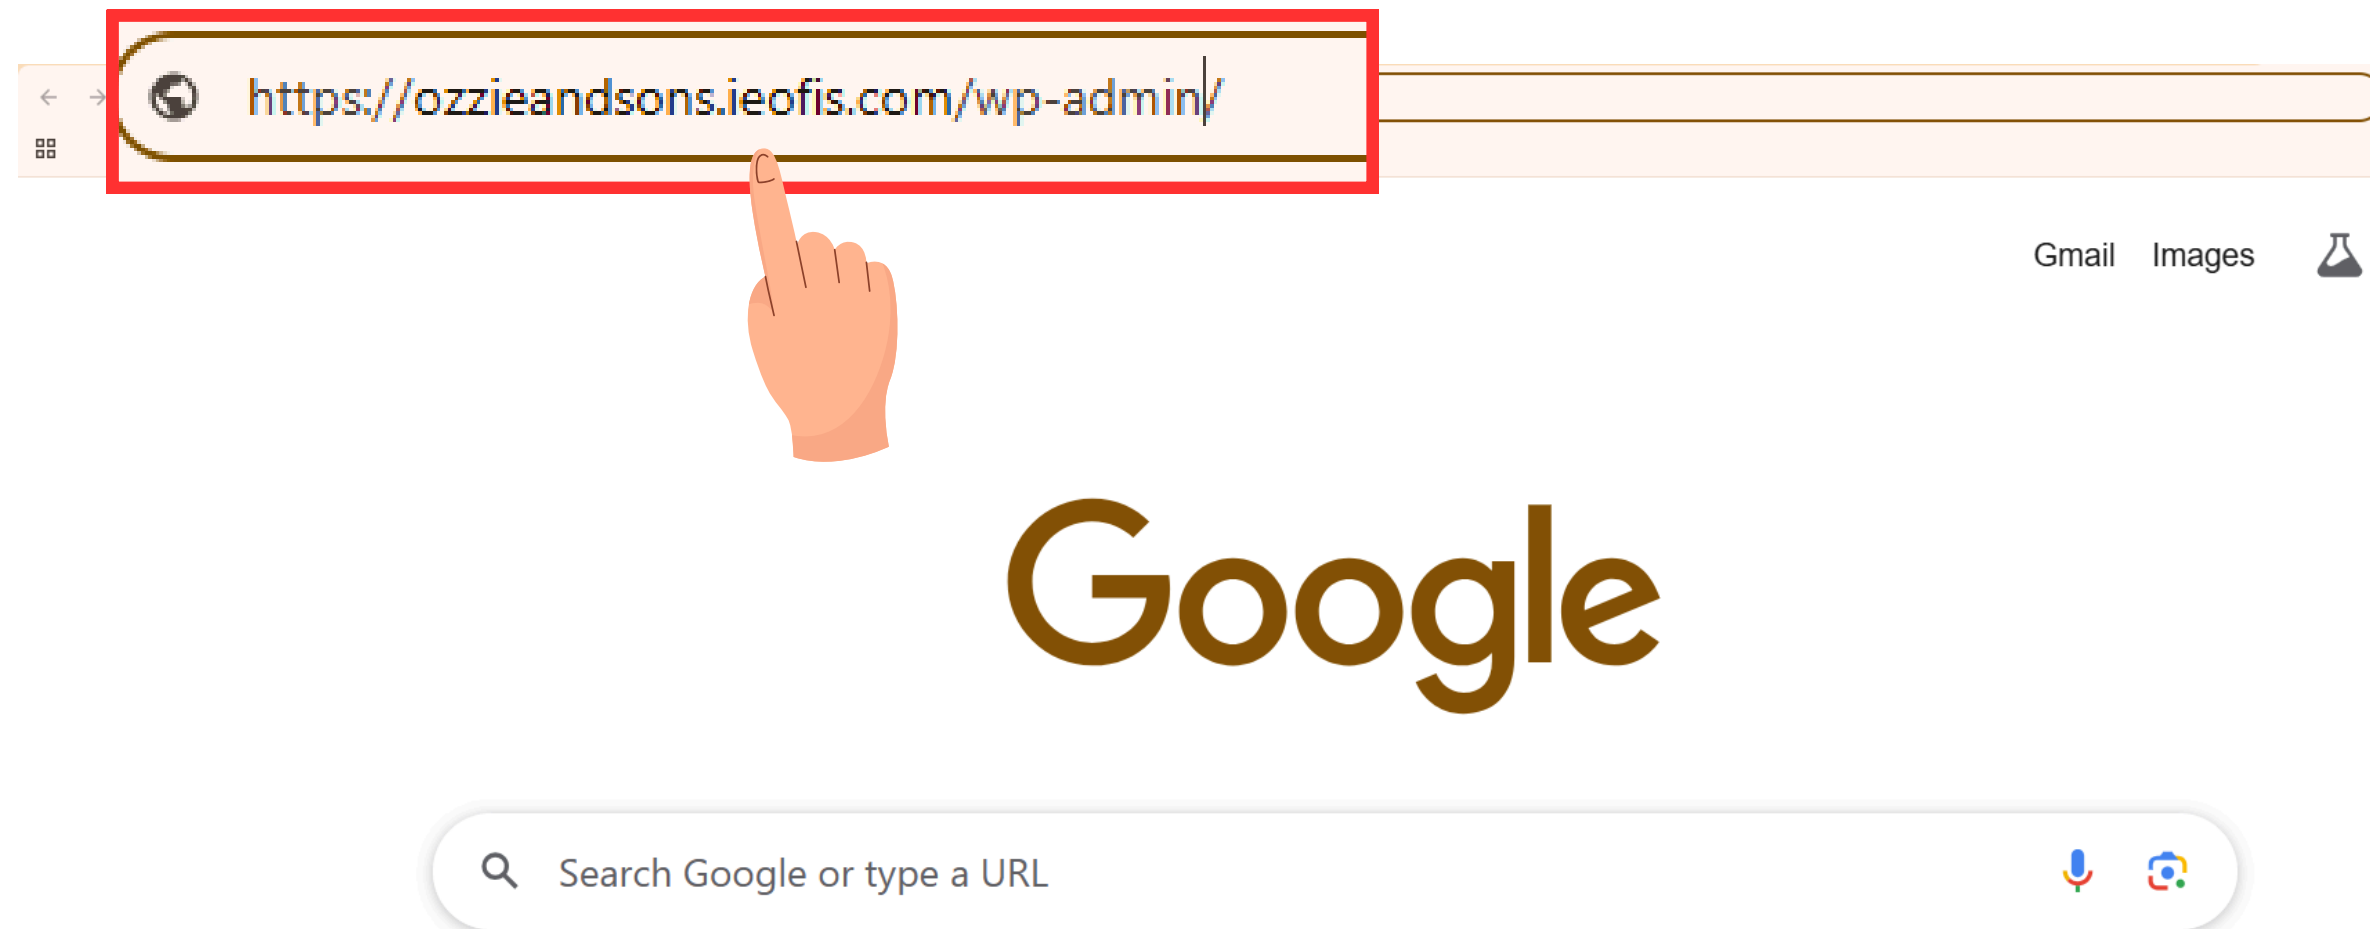 https://ozzieandsons.ieofis.com/wp-admin/
Gmail Images
Google
Search Google or type a URL